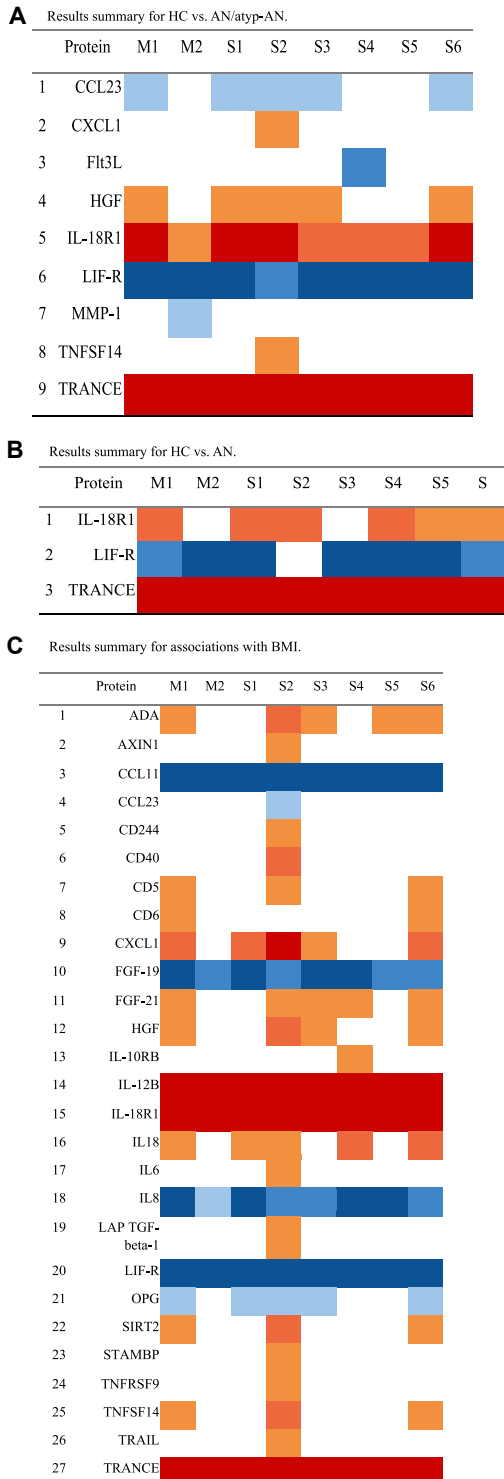 A Results summary for HC vs. AN/atyp-AN.
Protein M1 M2 S1 S2 S3 S4 S5 S6
1 CCL23
2 CXCL1
3 Flt3L
4 HGF
5 IL-18R1
6 LIF-R
7 MMP-1
8 TNFSF14
9 TRANCE
B Results summary for HC vs. AN.
Protein M1 M2 S1 S2 S3 S4 S5 S
1 IL-18R1
2 LIF-R
3 TRANCE
C Results summary for associations with BMI.
Protein M1 M2 S1 S2 S3 S4 S5 S6
1 ADA
2 AXIN1
3 CCL11
4 CCL23
5 CD244
6 CD40
7 CD5
8 CD6
9 CXCL1
10 FGF-19
11 FGF-21
12 HGF
13 IL-10RB
14 IL-12B
15 IL-18R1
16 IL18
17 IL6
18 IL8
19 LAP TGF-
beta-1
20 LIF-R
21 OPG
22 SIRT2
23 STAMBP
24 TNFRSF9
25 TNFSF14
26 TRAIL
27 TRANCE